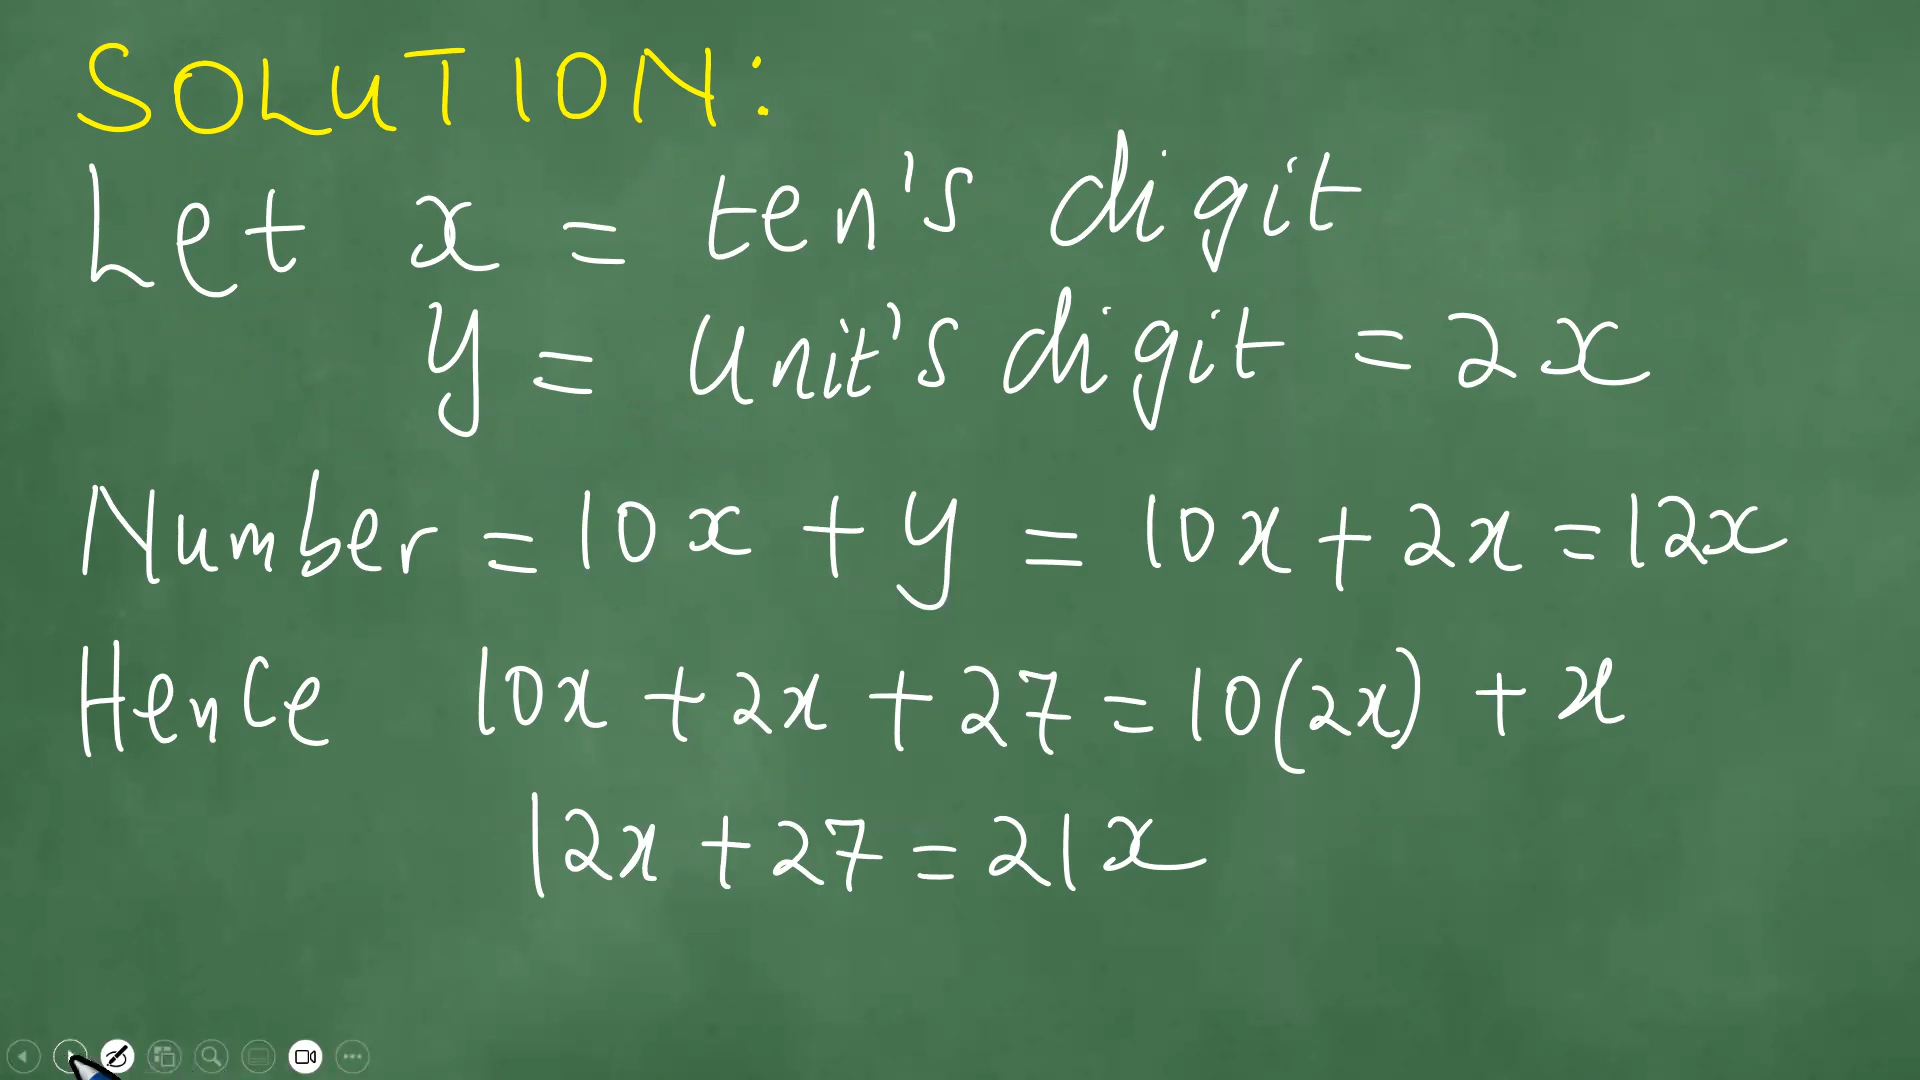 SOLUTION:
Let x = ten's digit
y = unit's digit = 2x
Number = 10x + y = 10x + 2x = 12x
Hence 10x + 2x + 27 = 10(2x) + x
12x + 27 = 21x